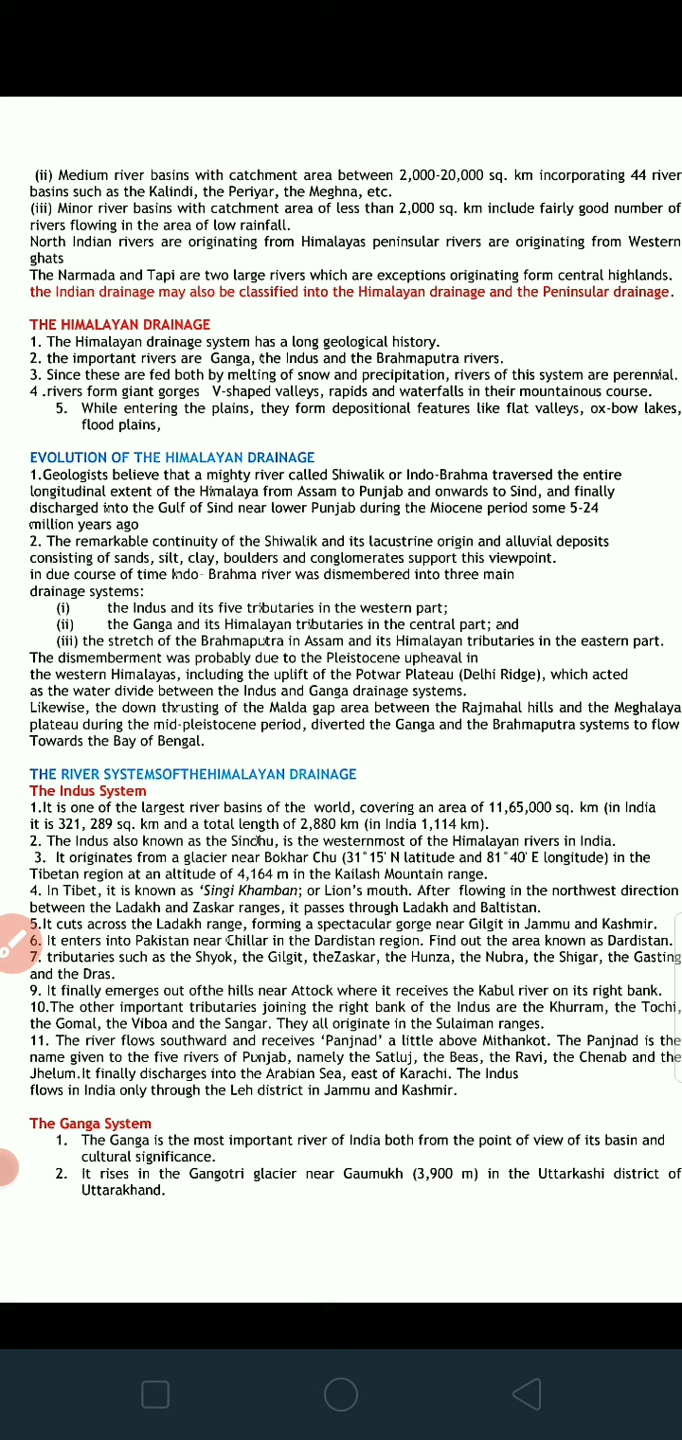 (ii) Medium river basins with catchment area between 2,000-20,000 sq. km incorporating 44 river
basins such as the Kalindi, the Periyar, the Meghna, etc.
(iii) Minor river basins with catchment area of less than 2,000 sq. km include fairly good number of
rivers flowing in the area of low rainfall.
North Indian rivers are originating from Himalayas peninsular rivers are originating from Western
ghats
The Narmada and Tapi are two large rivers which are exceptions originating form central highlands.
the Indian drainage may also be classified into the Himalayan drainage and the Peninsular drainage.
THE HIMALAYAN DRAINAGE
1. The Himalayan drainage system has a long geological history.
2. the important rivers are Ganga, the Indus and the Brahmaputra rivers.
3. Since these are fed both by melting of snow and precipitation, rivers of this system are perennial.
4 .rivers form giant gorges V-shaped valleys, rapids and waterfalls in their mountainous course.
5. While entering the plains, they form depositional features like flat valleys, ox-bow lakes,
flood plains,
EVOLUTION OF THE HIMALAYAN DRAINAGE
1.Geologists believe that a mighty river called Shiwalik or Indo-Brahma traversed the entire
longitudinal extent of the Himalaya from Assam to Punjab and onwards to Sind, and finally
discharged into the Gulf of Sind near lower Punjab during the Miocene period some 5-24
million years ago
2. The remarkable continuity of the Shiwalik and its lacustrine origin and alluvial deposits
consisting of sands, silt, clay, boulders and conglomerates support this viewpoint.
in due course of time Indo- Brahma river was dismembered into three main
drainage systems:
(i) the Indus and its five tributaries in the western part;
(ii) the Ganga and its Himalayan tributaries in the central part; and
(iii) the stretch of the Brahmaputra in Assam and its Himalayan tributaries in the eastern part.
The dismemberment was probably due to the Pleistocene upheaval in
the western Himalayas, including the uplift of the Potwar Plateau (Delhi Ridge), which acted
as the water divide between the Indus and Ganga drainage systems.
Likewise, the down thrusting of the Malda gap area between the Rajmahal hills and the Meghalaya
plateau during the mid-pleistocene period, diverted the Ganga and the Brahmaputra systems to flow
Towards the Bay of Bengal.
THE RIVER SYSTEMSOFTHEHIMALAYAN DRAINAGE
The Indus System
1.It is one of the largest river basins of the world, covering an area of 11,65,000 sq. km (in India
it is 321, 289 sq. km and a total length of 2,880 km (in India 1,114 km).
2. The Indus also known as the Sindhu, is the westernmost of the Himalayan rivers in India.
3. It originates from a glacier near Bokhar Chu (31°15' N latitude and 81°40' E longitude) in the
Tibetan region at an altitude of 4,164 m in the Kailash Mountain range.
4. In Tibet, it is known as ‘Singi Khamban; or Lion’s mouth. After flowing in the northwest direction
between the Ladakh and Zaskar ranges, it passes through Ladakh and Baltistan.
5.It cuts across the Ladakh range, forming a spectacular gorge near Gilgit in Jammu and Kashmir.
6. It enters into Pakistan near Chillar in the Dardistan region. Find out the area known as Dardistan.
7. tributaries such as the Shyok, the Gilgit, theZaskar, the Hunza, the Nubra, the Shigar, the Gasting
and the Dras.
9. It finally emerges out ofthe hills near Attock where it receives the Kabul river on its right bank.
10.The other important tributaries joining the right bank of the Indus are the Khurram, the Tochi,
the Gomal, the Viboa and the Sangar. They all originate in the Sulaiman ranges.
11. The river flows southward and receives ‘Panjnad’ a little above Mithankot. The Panjnad is the
name given to the five rivers of Punjab, namely the Satluj, the Beas, the Ravi, the Chenab and the
Jhelum.It finally discharges into the Arabian Sea, east of Karachi. The Indus
flows in India only through the Leh district in Jammu and Kashmir.
The Ganga System
1. The Ganga is the most important river of India both from the point of view of its basin and
cultural significance.
2. It rises in the Gangotri glacier near Gaumukh (3,900 m) in the Uttarkashi district of
Uttarakhand.